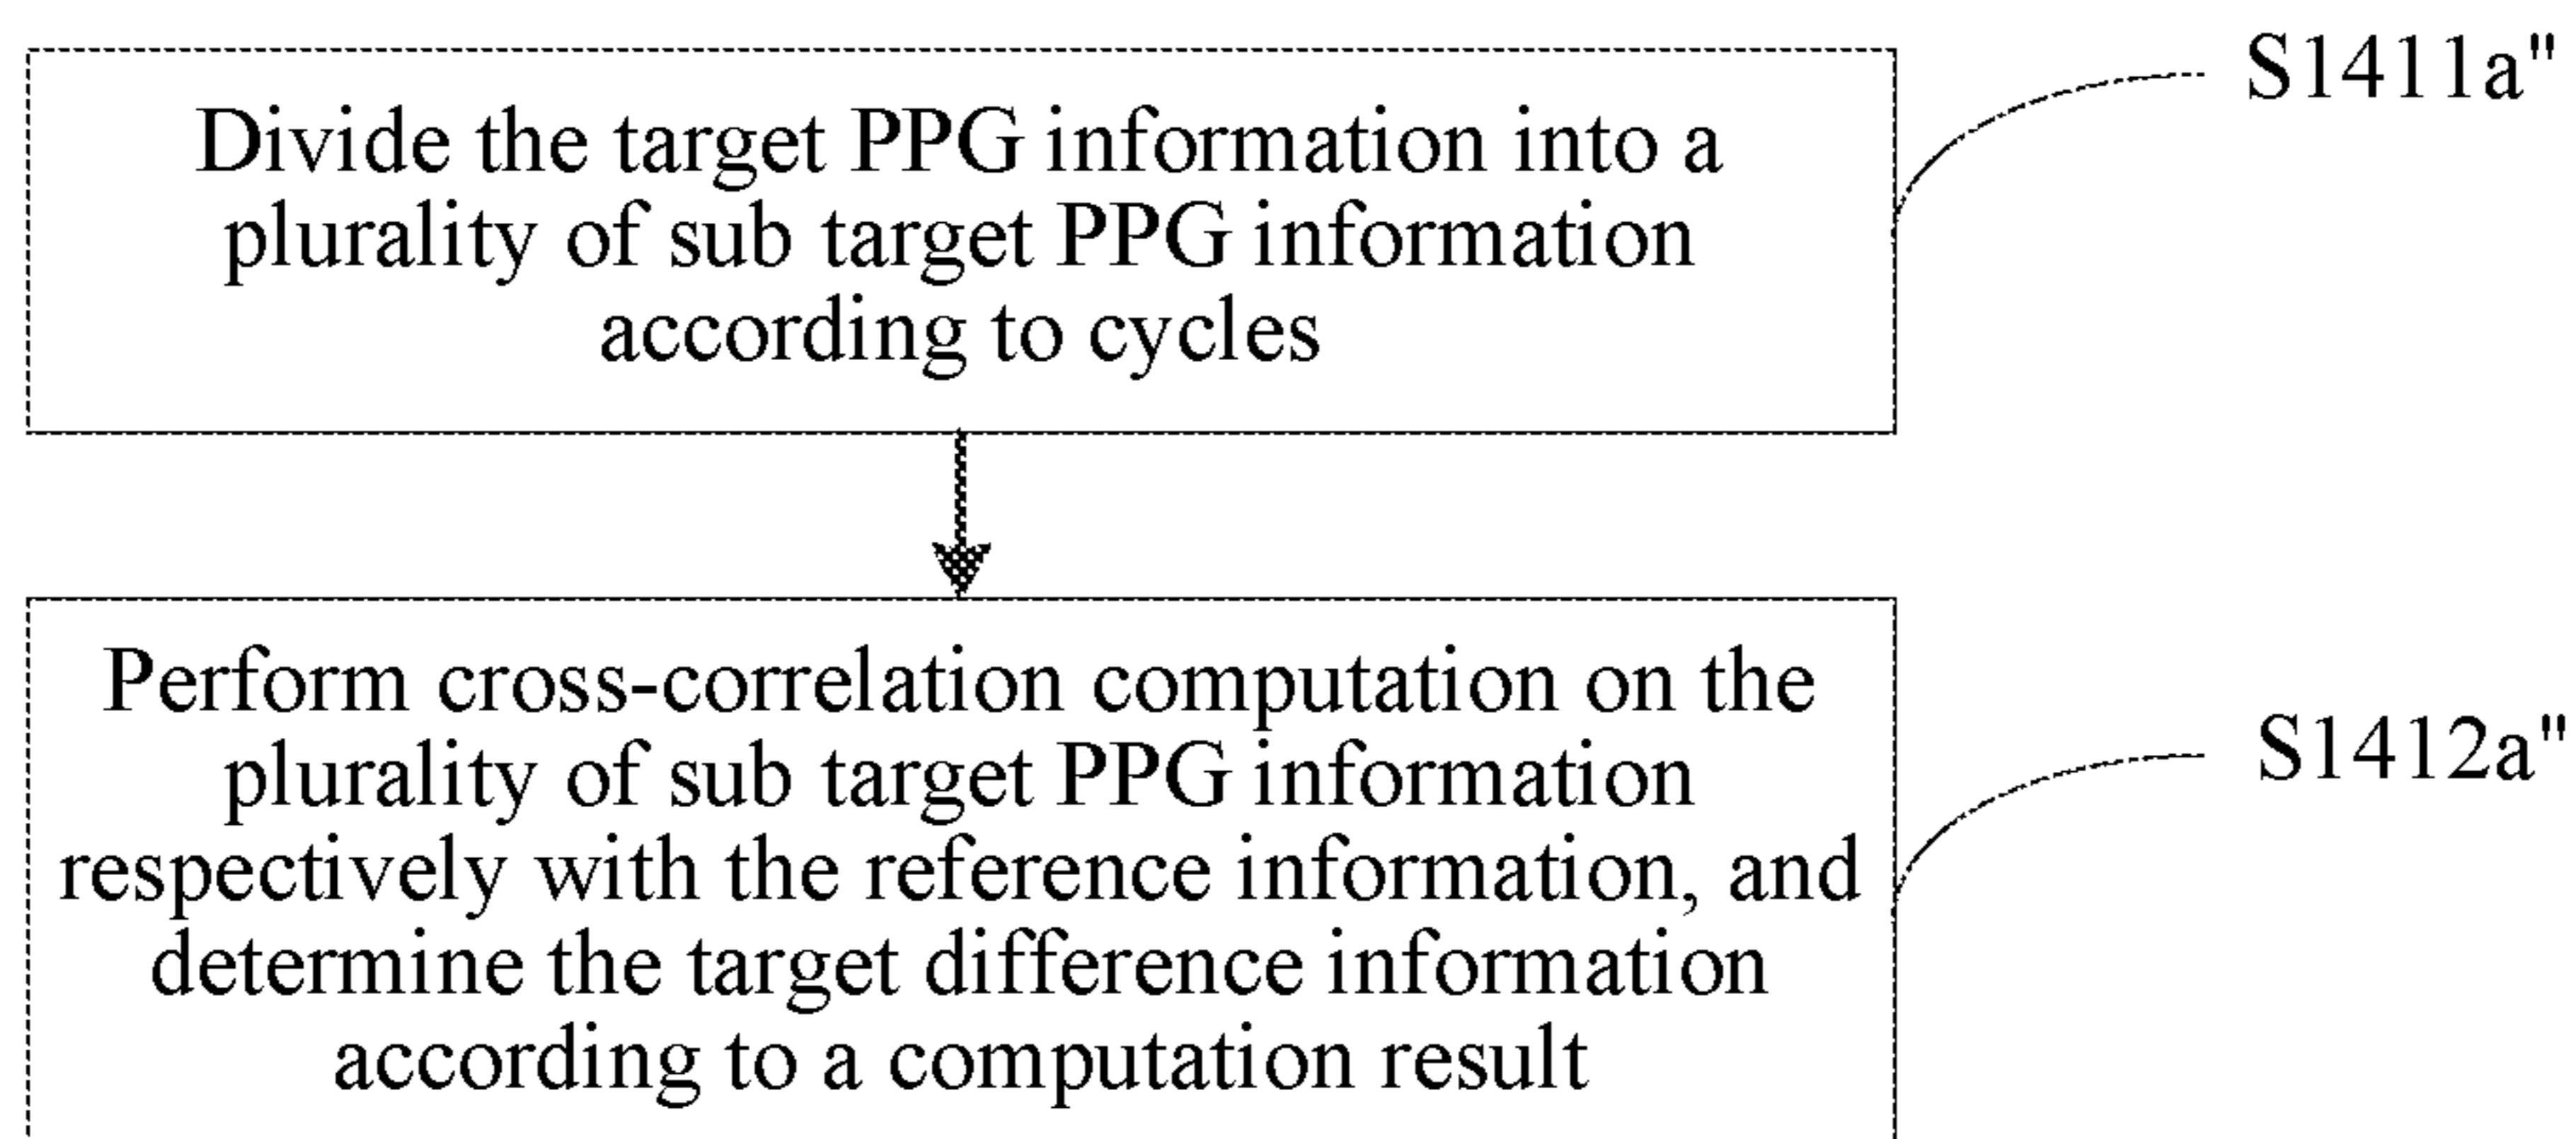 S1411a"
Divide the target PPG information into a
plurality of sub target PPG information
according to cycles
Perform cross-correlation computation on the
plurality of sub target PPG information
S1412a"
respectively with the reference information, and
determine the target difference information
according to a computation result